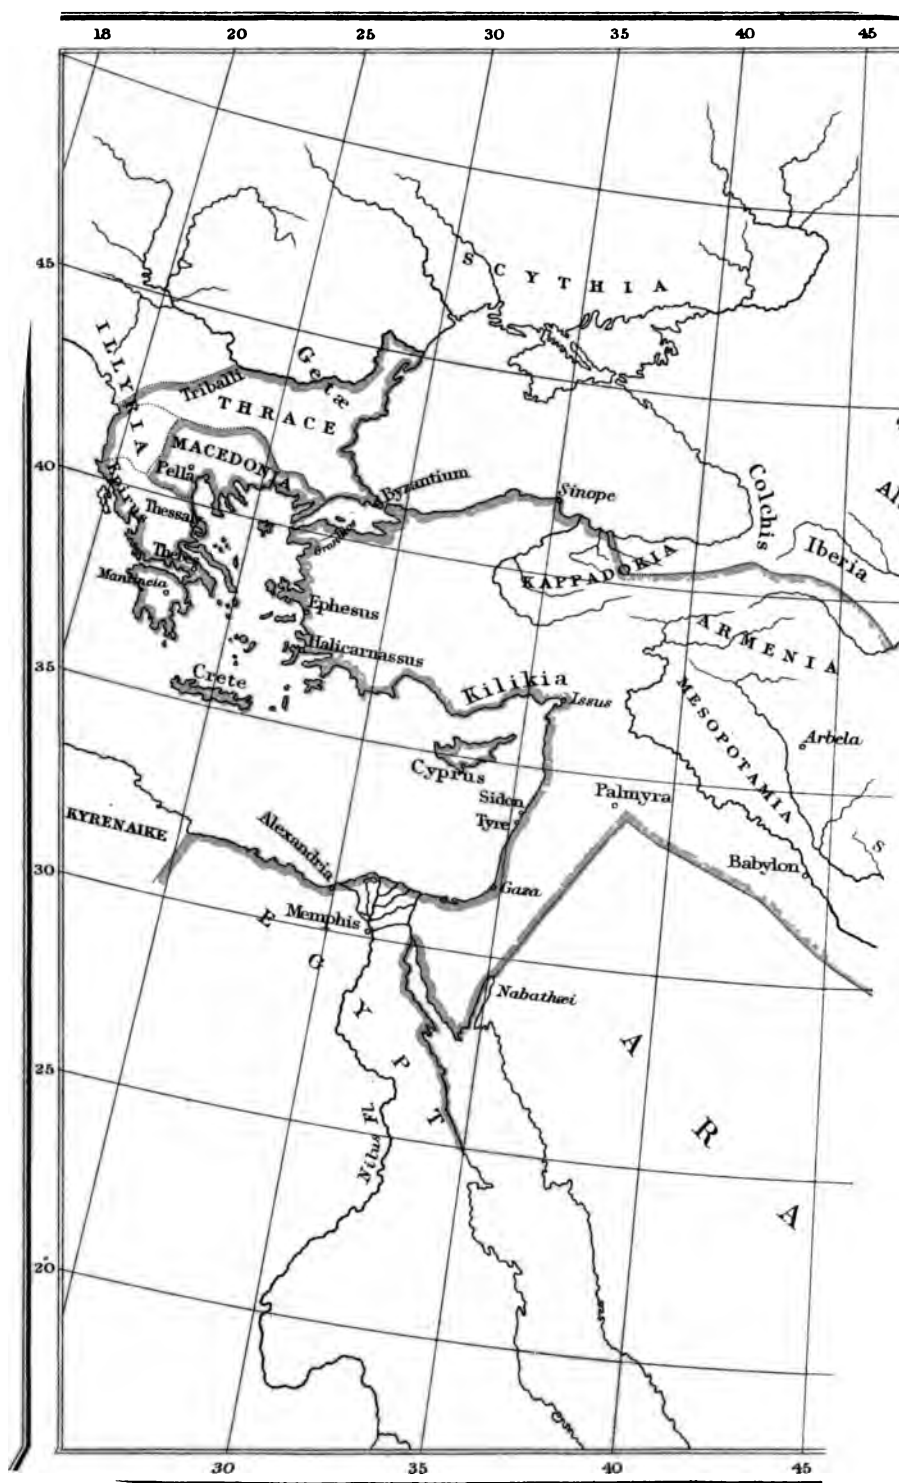 18 20 25 30 35 40 45
45
SCYTHIA
ILLYRIA
Getæ
Triballi
THRACE
MACEDONIA
40
Pella
Byzantium
Sinope
Colchis
Al
Epirus
Thessaly
Iberia
Thebes
KAPPADOKIA
Mantineia
Ephesus
ARMENIA
Halicarnassus
35
Crete
Kilikia
Issus
MESOPOTAMIA
Arbela
Cyprus
Sidon
Palmyra
Tyre
KYRENAIKE
Alexandria
S
Babylon
30
Gaza
Memphis
EGYPT
Nabathæi
ARA
25
Nilus Fl.
20
30 35 40 45